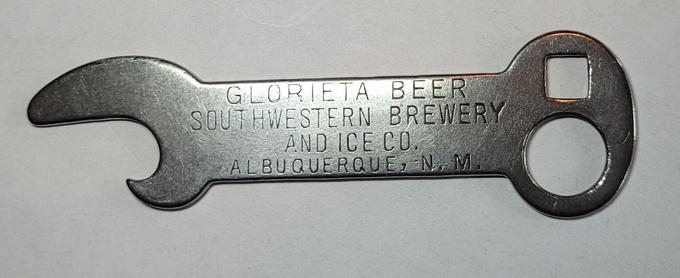 GLORIETA BEER
SOUTHWESTERN BREWERY
AND ICE CO.
ALBUQUERQUE, N. M.